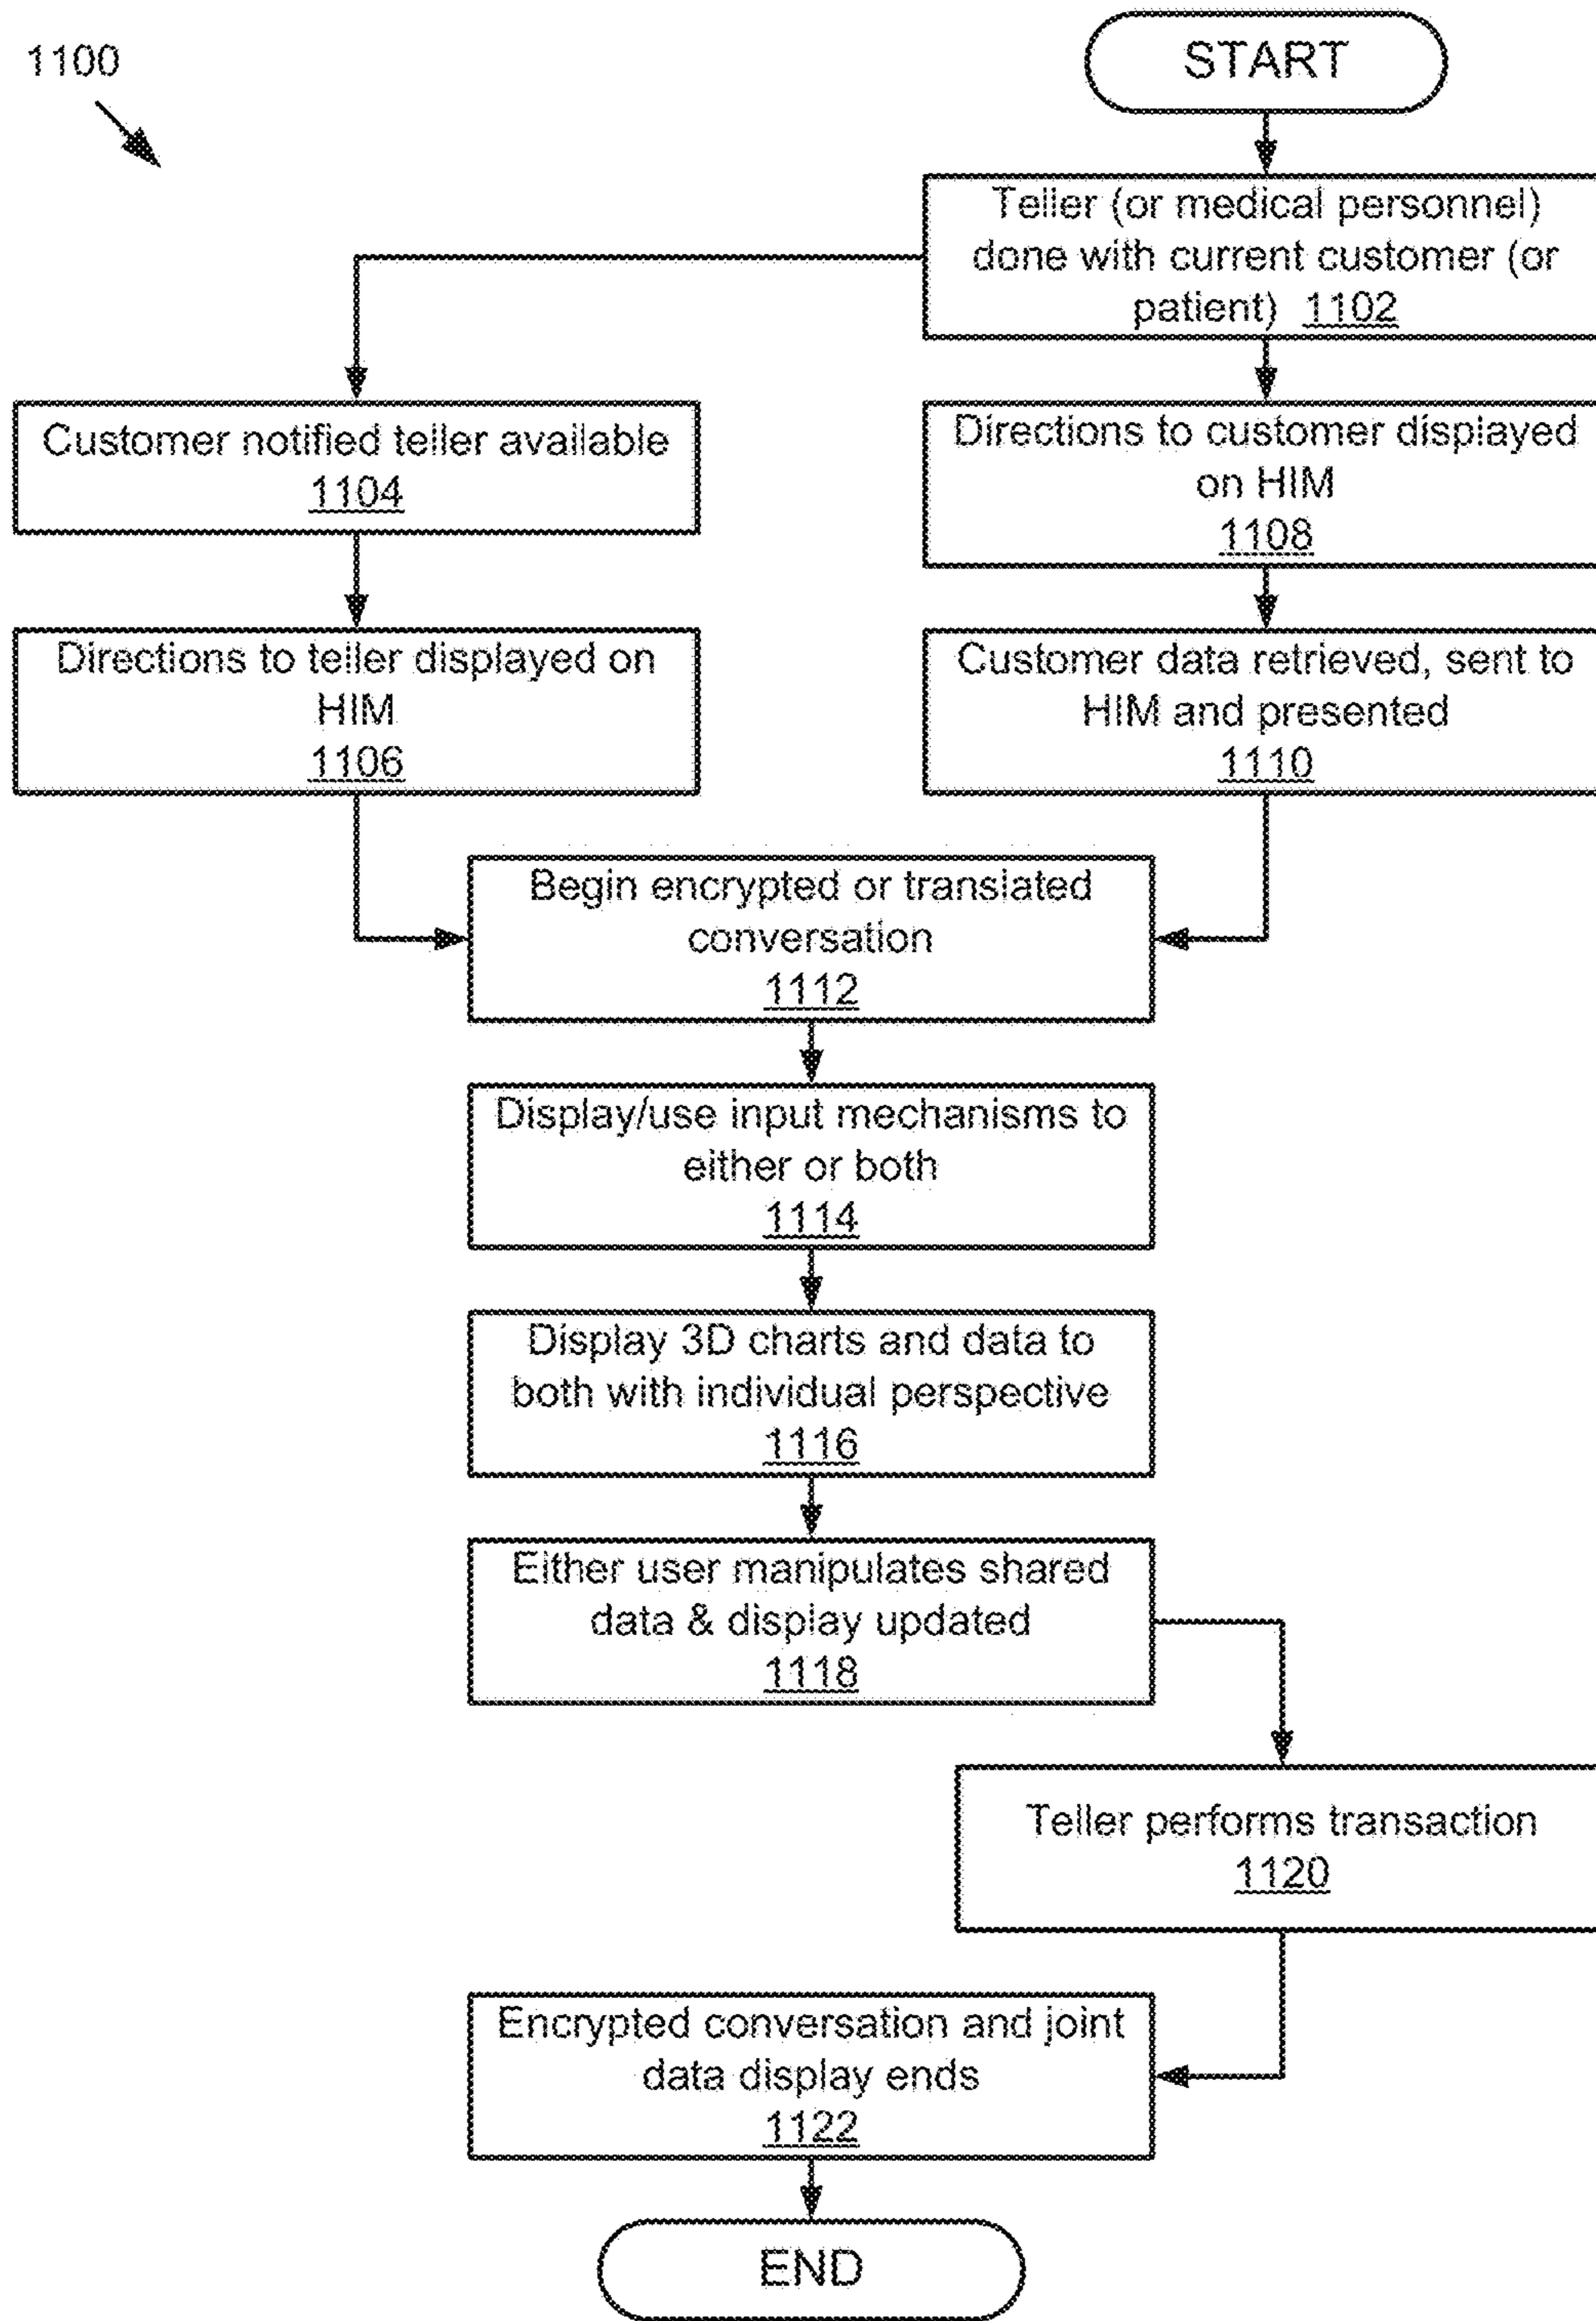 1100
START
Teller (or medical personnel)
done with current customer (or
patient) 1102
Customer notified teller available
1104
Directions to customer displayed
on HIM
1108
Directions to teller displayed on
HIM
1106
Customer data retrieved, sent to
HIM and presented
1110
Begin encrypted or translated
conversation
1112
Display/use input mechanisms to
either or both
1114
Display 3D charts and data to
both with individual perspective
1116
Either user manipulates shared
data & display updated
1118
Teller performs transaction
1120
Encrypted conversation and joint
data display ends
1122
END